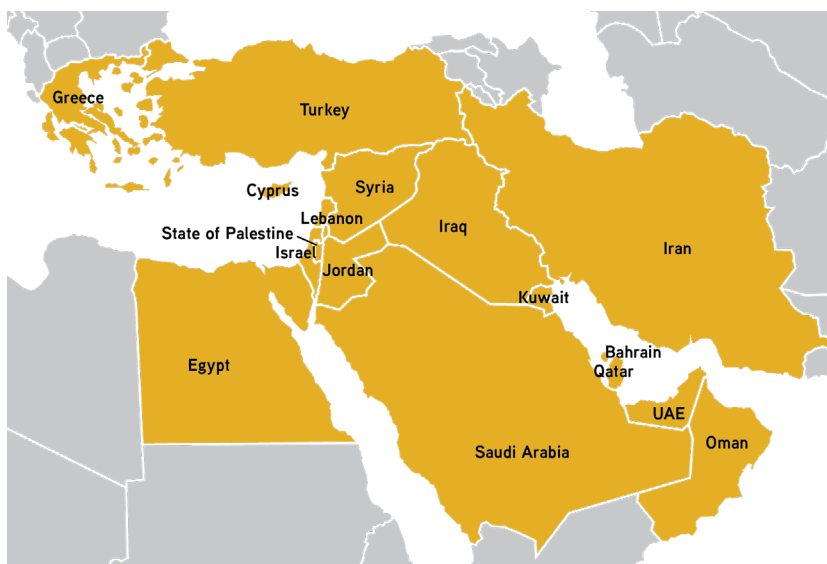 Greece
Turkey
Cyprus
Syria
Lebanon
State of Palestine
Iraq
Israel
Iran
Jordan
Kuwait
Bahrain
Egypt
Qatar
UAE
Oman
Saudi Arabia